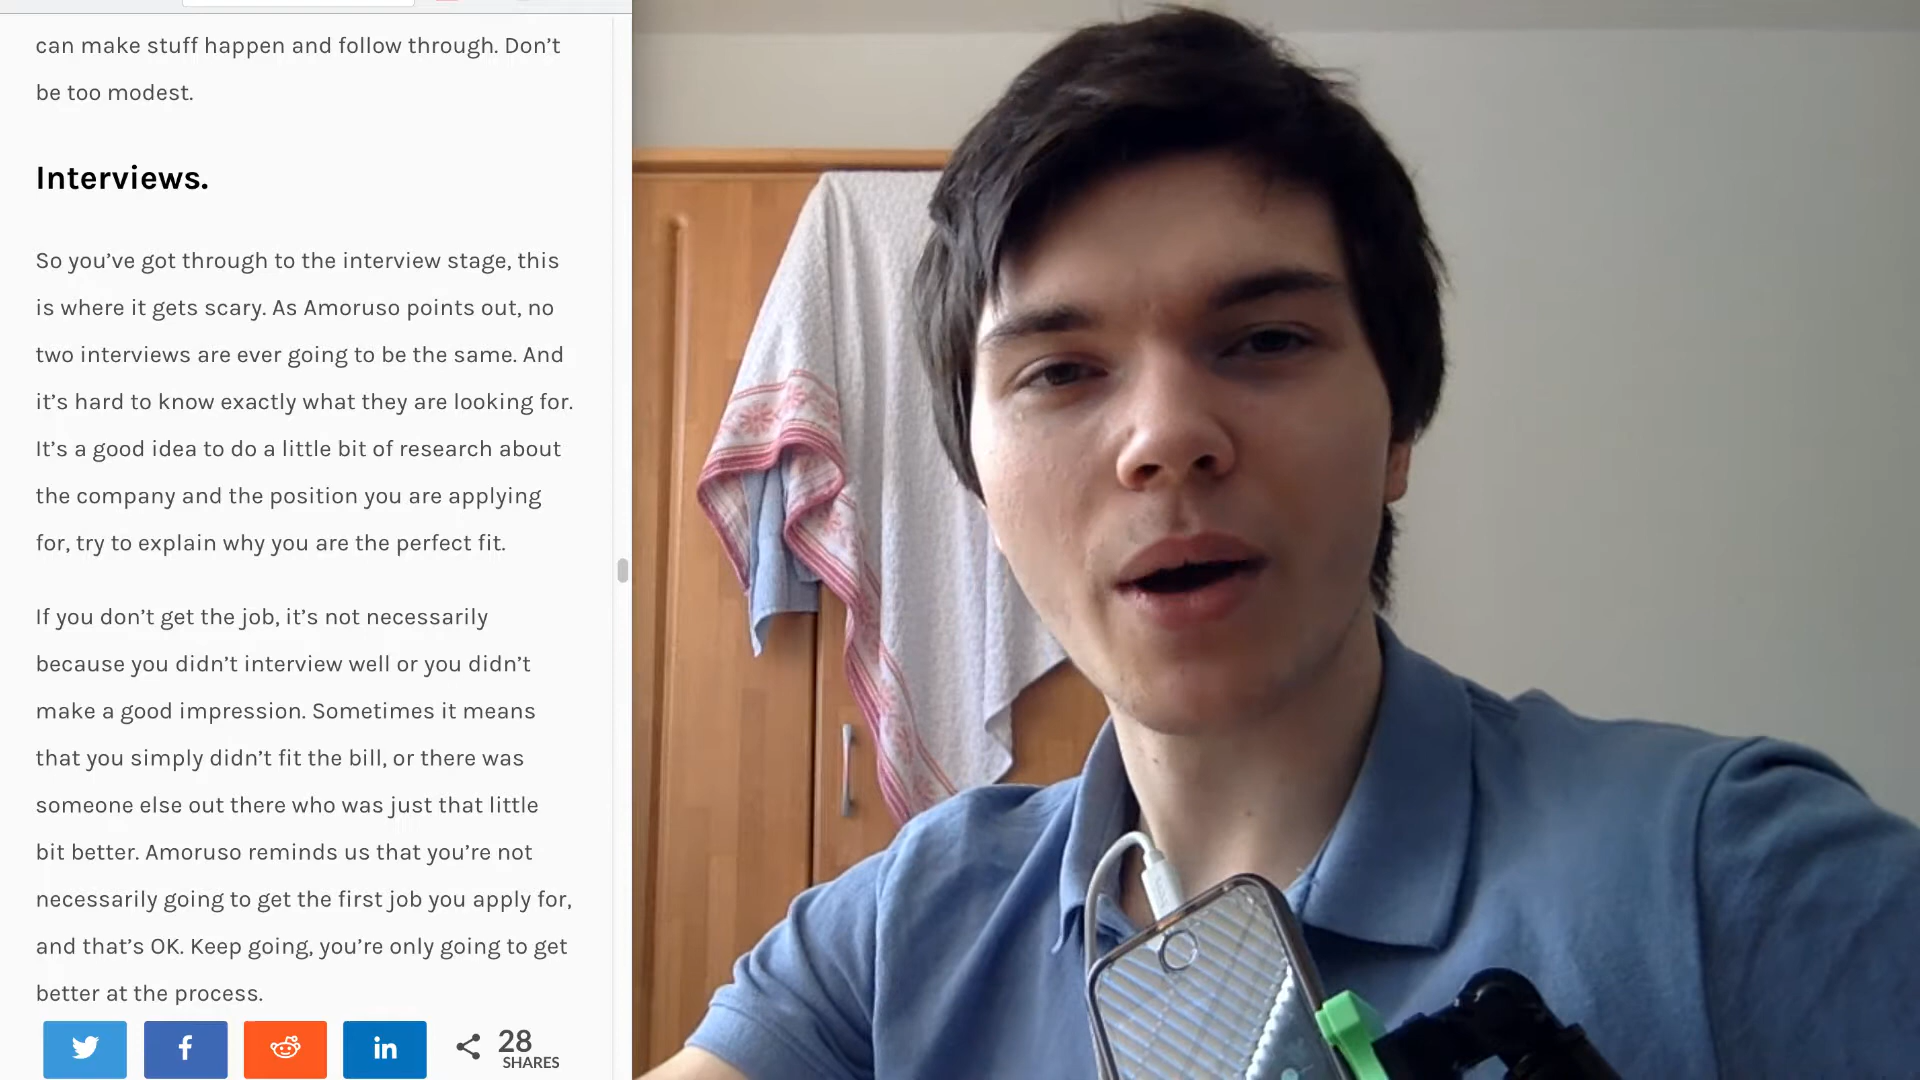 can make stuff happen and follow through. Don’t
be too modest.
Interviews.
So you’ve got through to the interview stage, this
is where it gets scary. As Amoruso points out, no
two interviews are ever going to be the same. And
it’s hard to know exactly what they are looking for.
It’s a good idea to do a little bit of research about
the company and the position you are applying
for, try to explain why you are the perfect fit.
If you don’t get the job, it’s not necessarily
because you didn’t interview well or you didn’t
make a good impression. Sometimes it means
that you simply didn’t fit the bill, or there was
someone else out there who was just that little
bit better. Amoruso reminds us that you’re not
necessarily going to get the first job you apply for,
and that’s OK. Keep going, you’re only going to get
better at the process.
28
SHARES